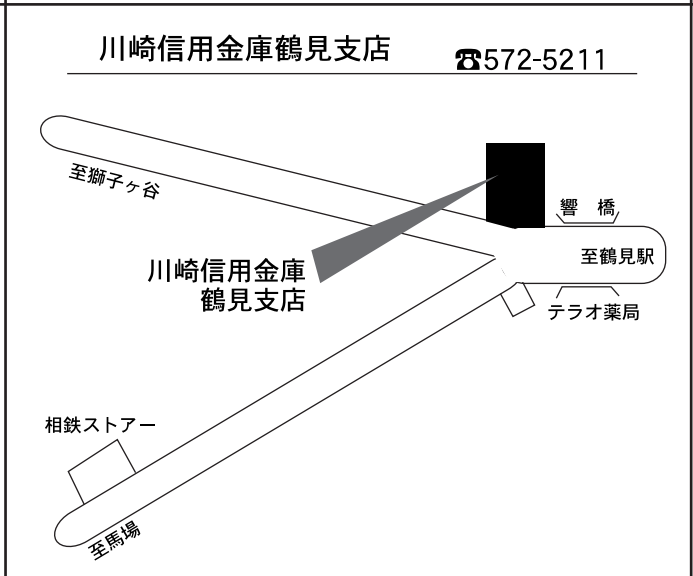 川崎信用金庫鶴見支店 ☎572-5211
至獅子ヶ谷
響 橋
至鶴見駅
川崎信用金庫
鶴見支店
テラオ薬局
相鉄ストアー
至馬場